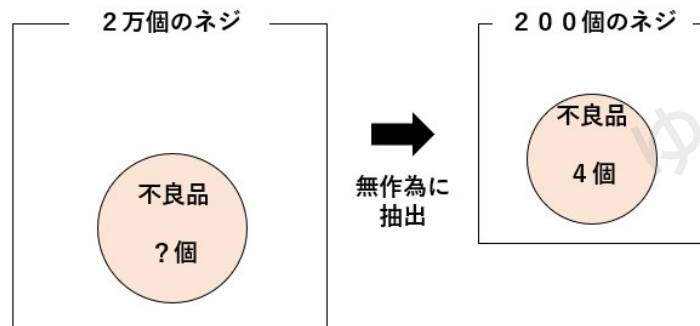 ２万個のネジ
不良品
？個
無作為に
抽出
２００個のネジ
不良品
４個
ゆ